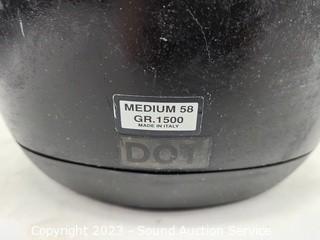 MEDIUM 58
GR.1500
MADE IN ITALY
DOT
Copyright 2023 - Sound Auction Service